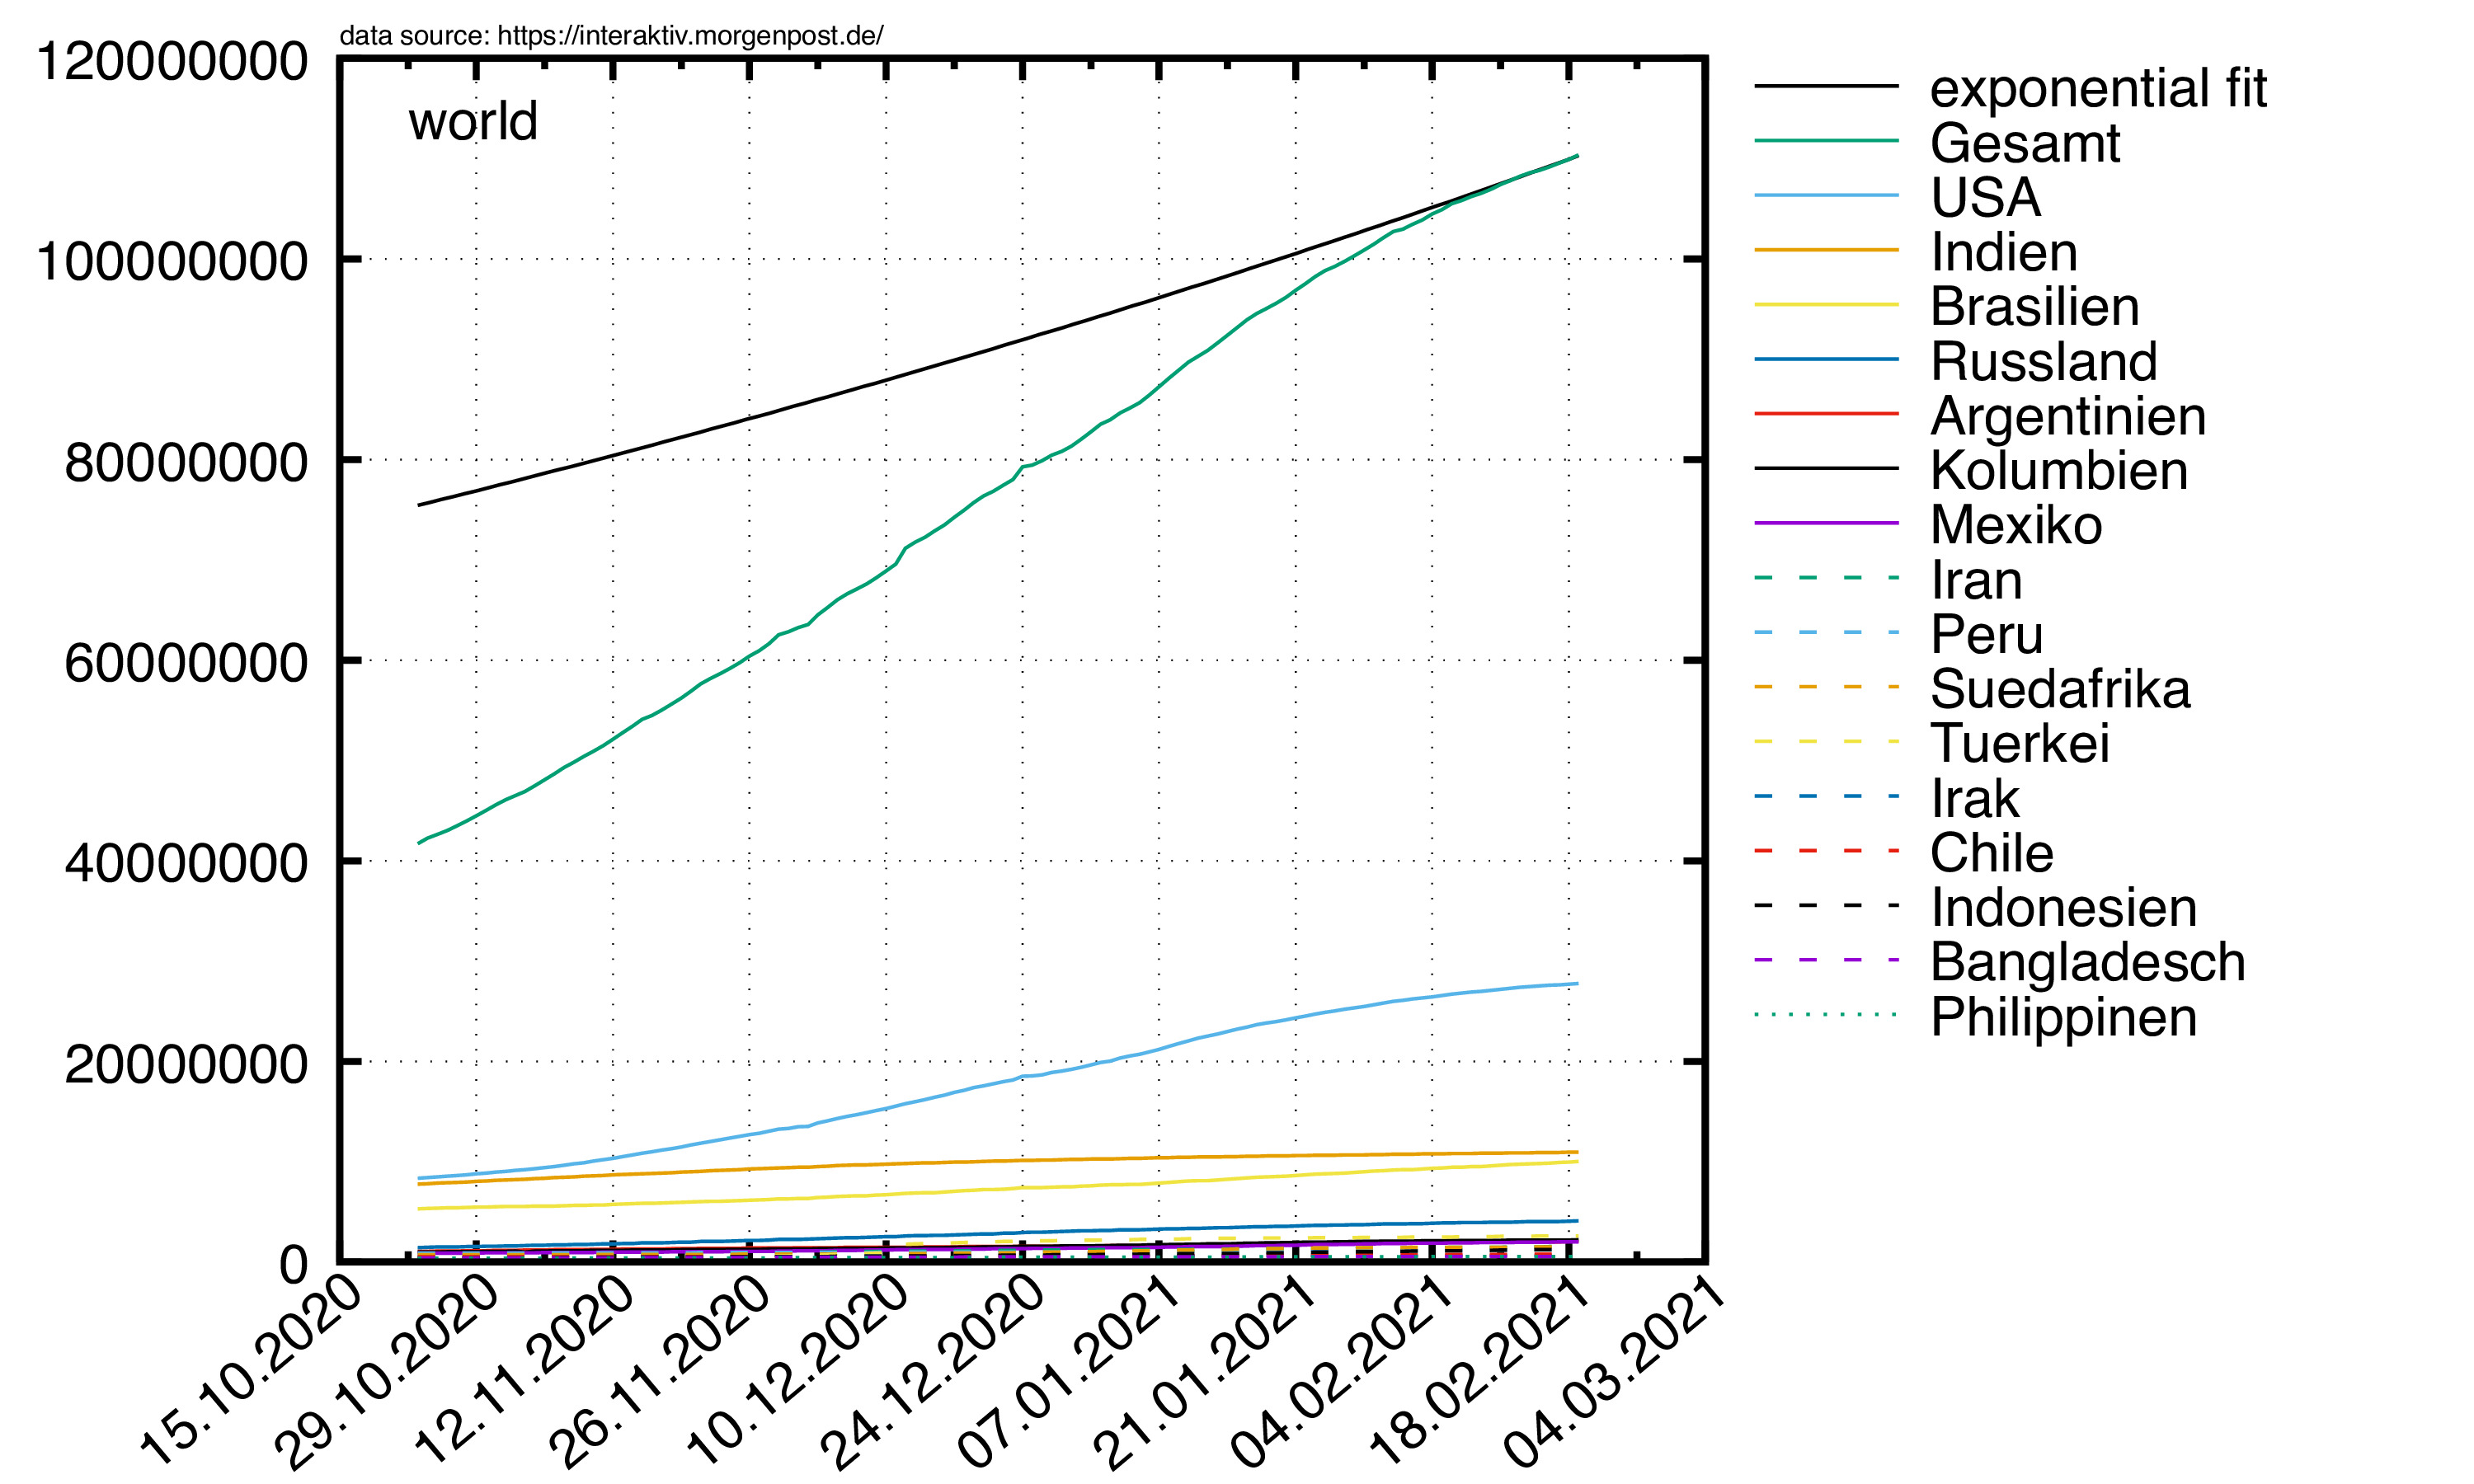 data source: https://interaktiv.morgenpost.de/
world
120000000
100000000
80000000
60000000
40000000
20000000
0
15.10.2020
29.10.2020
12.11.2020
26.11.2020
10.12.2020
24.12.2020
07.01.2021
21.01.2021
04.02.2021
18.02.2021
04.03.2021
exponential fit
Gesamt
USA
Indien
Brasilien
Russland
Argentinien
Kolumbien
Mexiko
Iran
Peru
Suedafrika
Tuerkei
Irak
Chile
Indonesien
Bangladesch
Philippinen